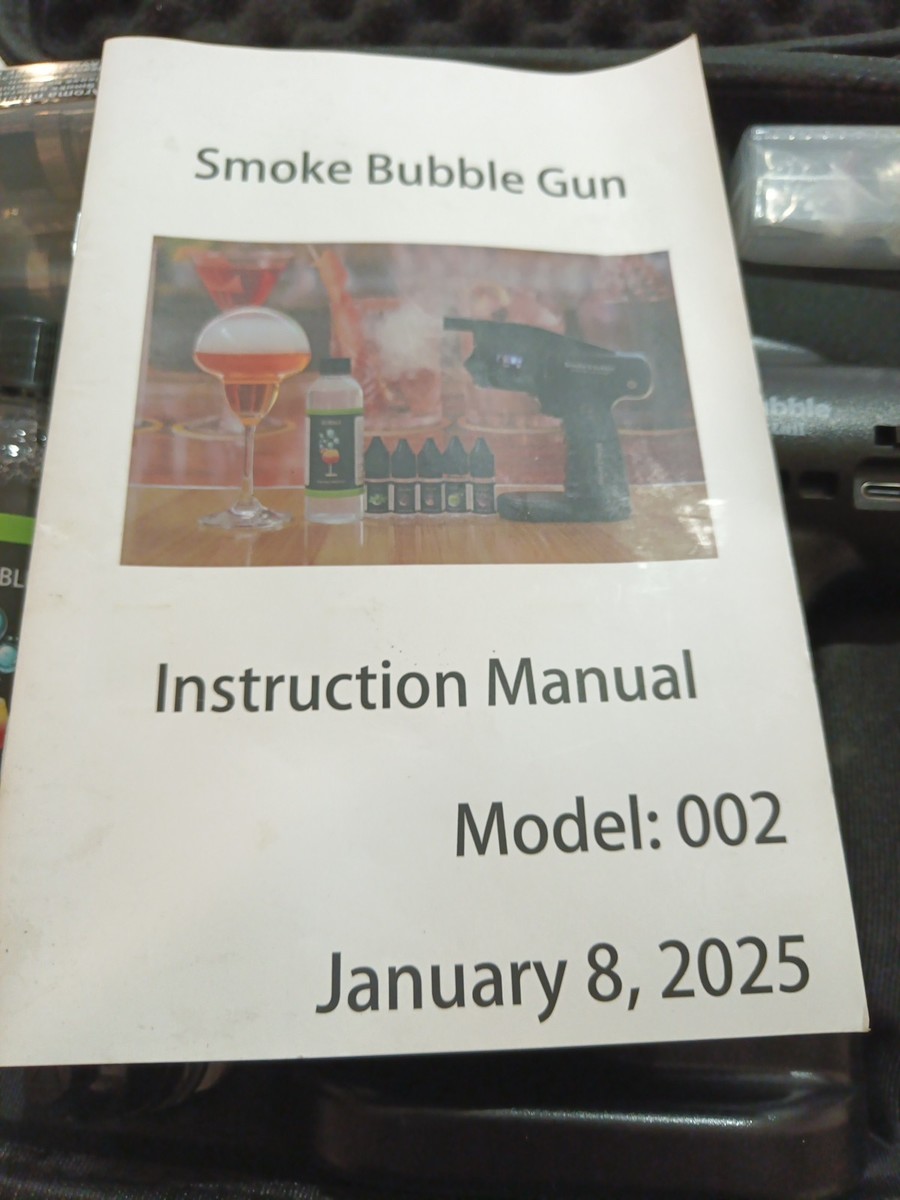 Smoke Bubble Gun
Instruction Manual
Model: 002
January 8, 2025